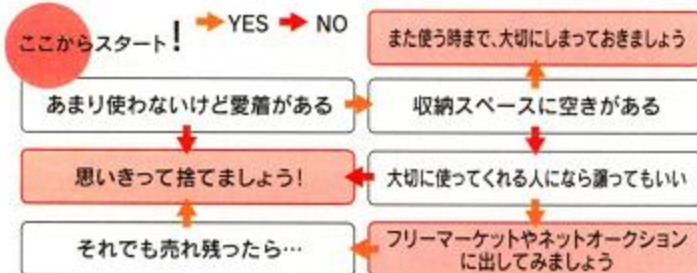 ここからスタート!
YES
NO
また使う時まで、大切にしまっておきましょう
あまり使わないけど愛着がある
収納スペースに空きがある
思いきって捨てましょう!
大切に使ってくれる人になら譲ってもいい
それでも売れ残ったら…
フリーマーケットやネットオークション
に出してみましょう